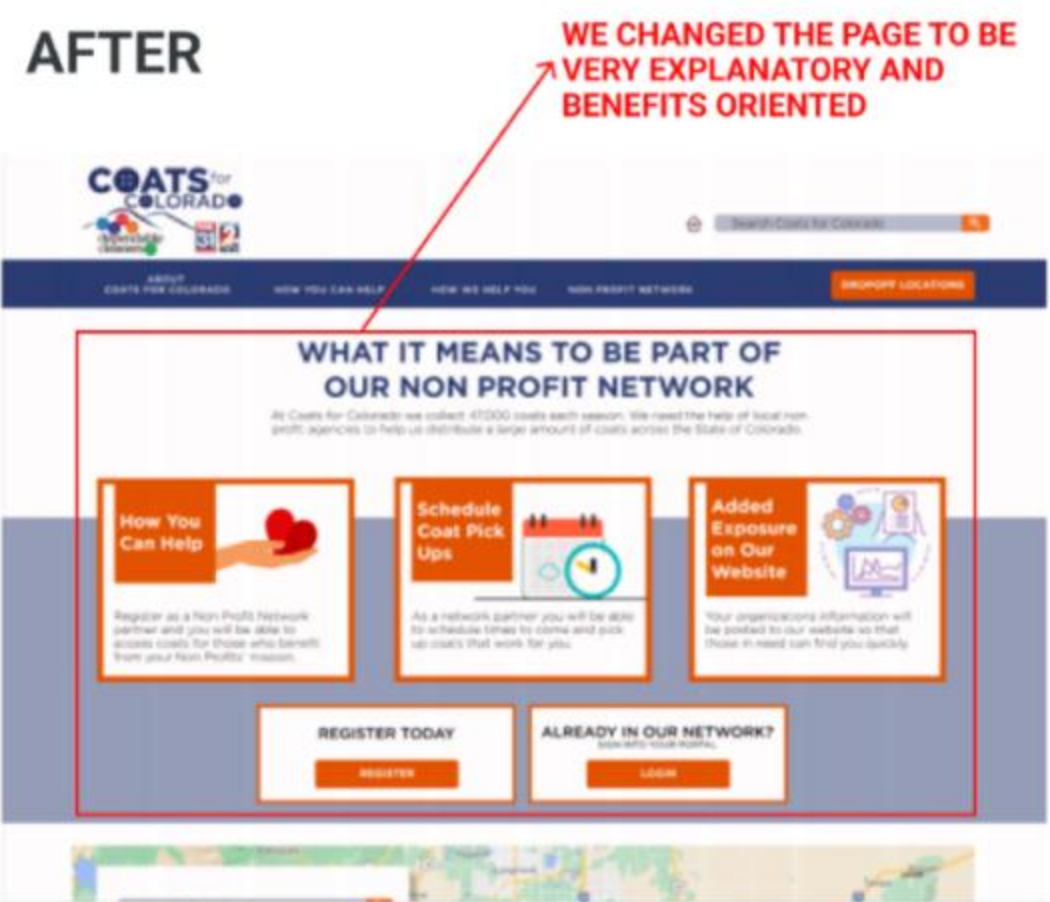 AFTER
WE CHANGED THE PAGE TO BE
VERY EXPLANATORY AND
BENEFITS ORIENTED
COATS for
COLORADO
dependable
cleaners
31
2
Search Coats for Colorado
ABOUT
COATS FOR COLORADO
HOW YOU CAN HELP
HOW WE HELP YOU
NON PROFIT NETWORK
DROPOFF LOCATIONS
WHAT IT MEANS TO BE PART OF
OUR NON PROFIT NETWORK
At Coats for Colorado we collect 47,000 coats each season. We need the help of local non
profit agencies to help us distribute a large amount of coats across the State of Colorado.
How You
Can Help
Register as a Non Profit Network
partner and you will be able to
access coats for those who benefit
from your Non Profits' mission.
Schedule
Coat Pick
Ups
As a network partner you will be able
to schedule times to come and pick
up coats that work for you.
Added
Exposure
on Our
Website
Your organizations information will
be posted to our website so that
those in need can find you quickly.
REGISTER TODAY
REGISTER
ALREADY IN OUR NETWORK?
SIGN INTO YOUR PORTAL
LOGIN